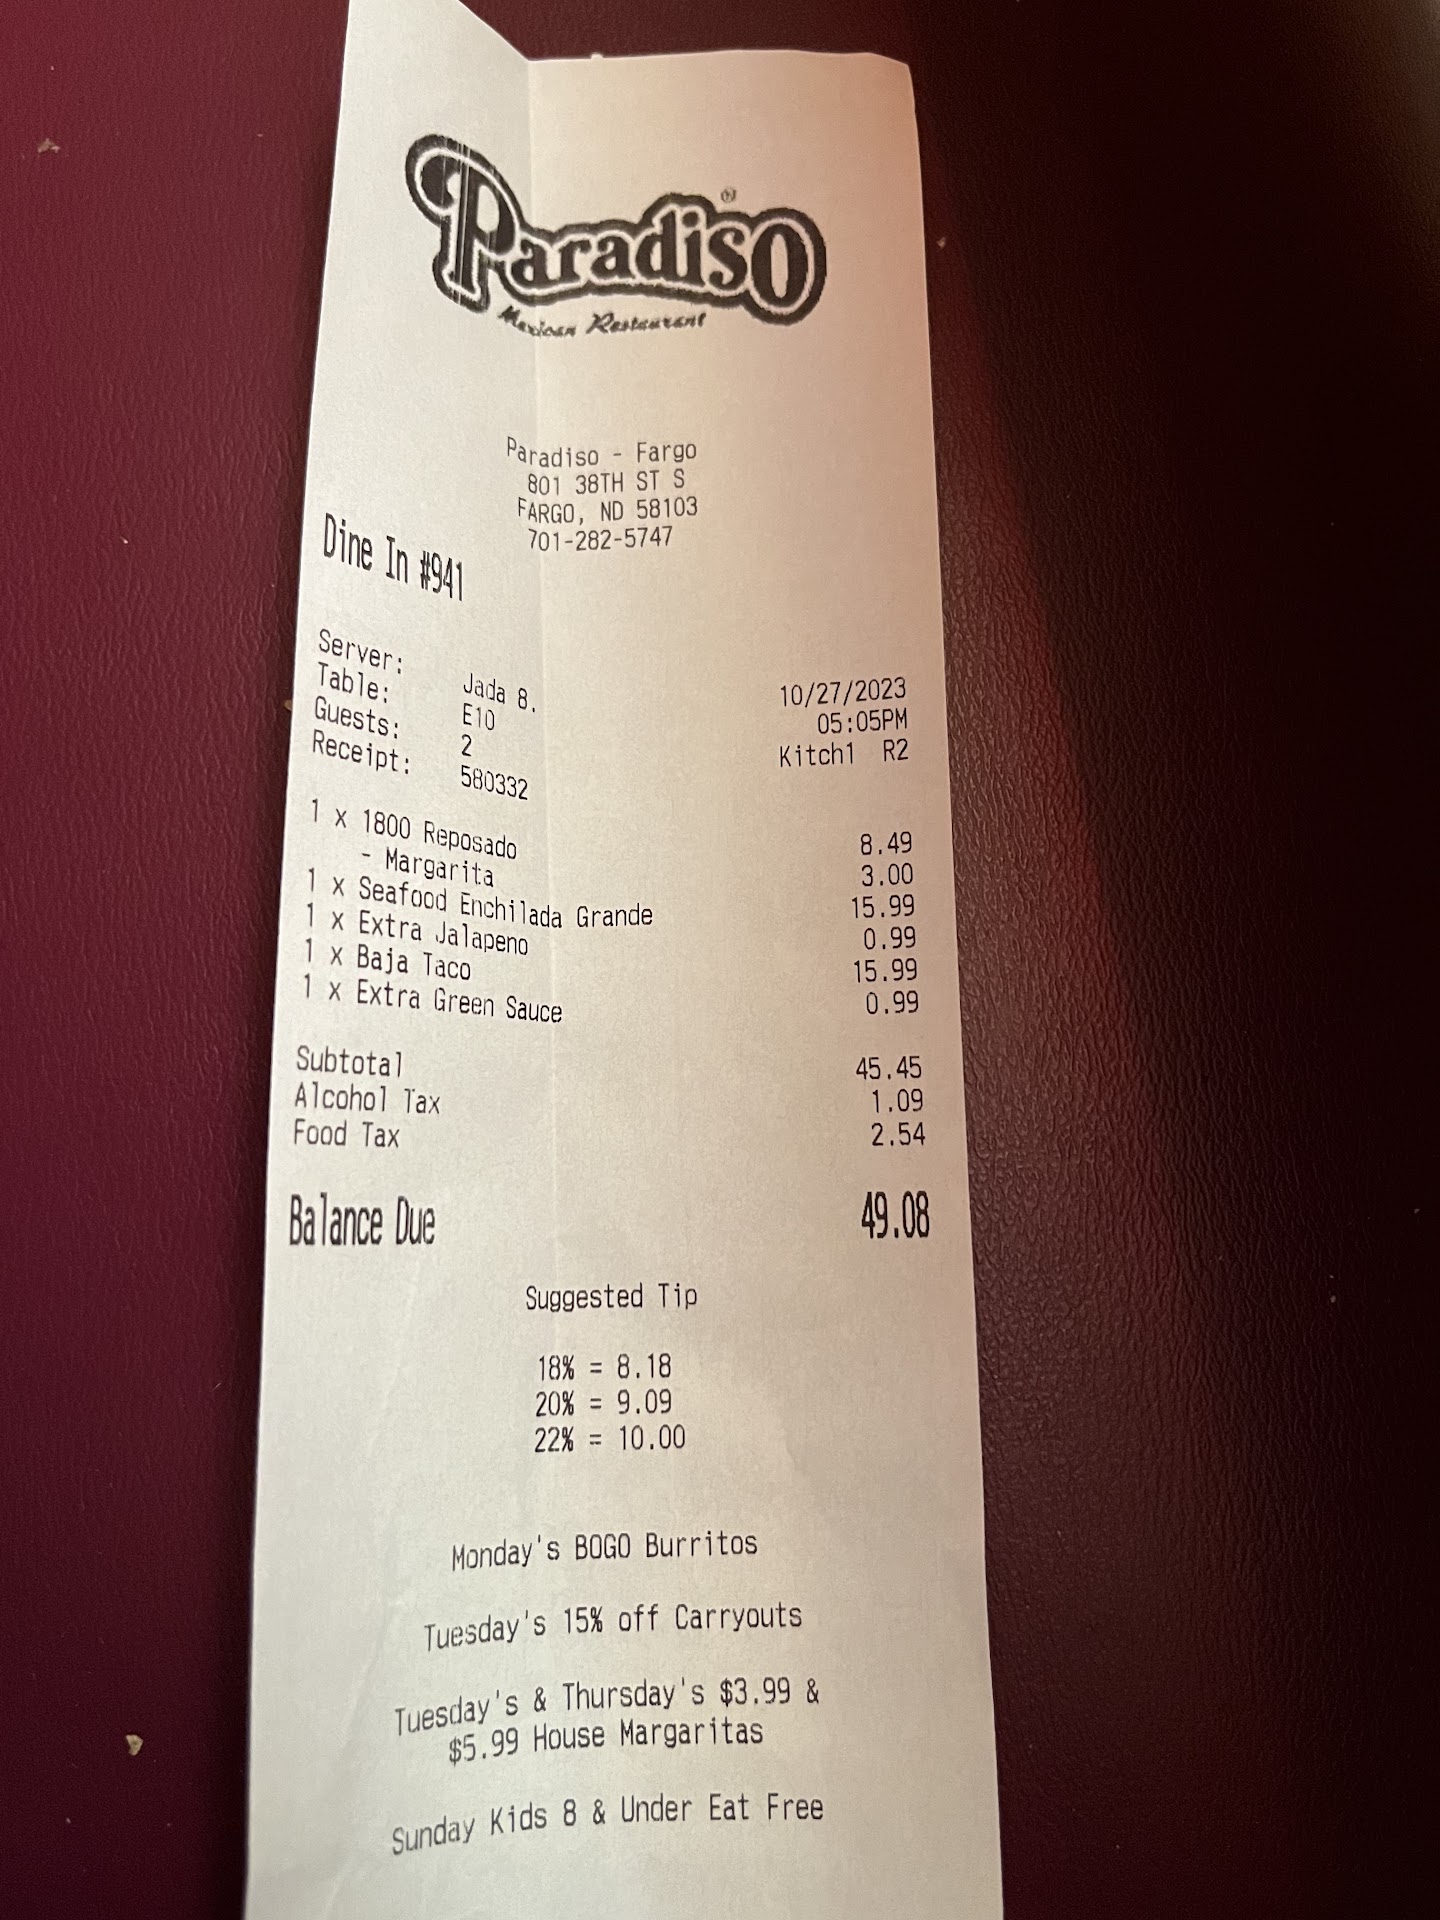 Paradiso ®
Mexican Restaurant
Paradiso - Fargo
801 38TH ST S
FARGO, ND 58103
701-282-5747
Dine In #941
Server: Jada 8. 10/27/2023
Table: E10 05:05PM
Guests: 2 Kitch1 R2
Receipt: 580332
1 x 1800 Reposado 8.49
- Margarita 3.00
1 x Seafood Enchilada Grande 15.99
1 x Extra Jalapeno 0.99
1 x Baja Taco 15.99
1 x Extra Green Sauce 0.99
Subtotal 45.45
Alcohol Tax 1.09
Food Tax 2.54
Balance Due 49.08
Suggested Tip
18% = 8.18
20% = 9.09
22% = 10.00
Monday's BOGO Burritos
Tuesday's 15% off Carryouts
Tuesday's & Thursday's $3.99 &
$5.99 House Margaritas
Sunday Kids 8 & Under Eat Free